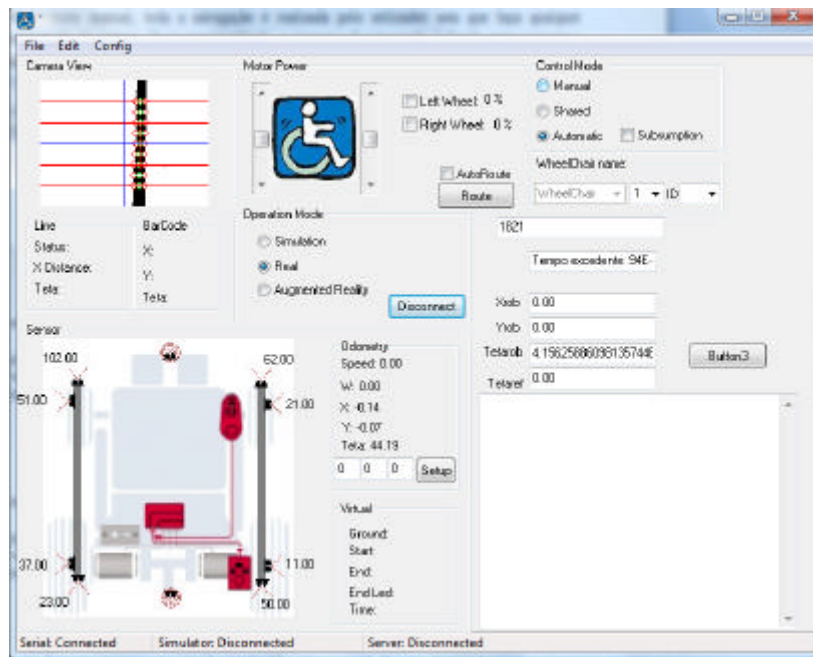 File Edit Config
Camera View
Motor Power
Control Mode
Left Wheel: 0 %
Right Wheel: 0 %
Manual
Shared
Automatic Subsumption
AutoRoute
Route
WheelChair name:
WheelChair 1 ID
Line
Status:
X Distance:
Teta:
BarCode
X:
Y:
Teta:
Operation Mode
Simulation
Real
Augmented Reality
Disconnect
1821
Tempo excedente: 94E-
Xrob 0.00
Yrob 0.00
Tetarob
Tetaref 0.00
Button3
Sensor
102.00
62.00
51.00
21.00
37.00
11.00
23.00
50.00
Odometry
Speed: 0.00
W: 0.00
X: -0.14
Y: -0.07
Teta: 44.19
0 0 0 Setup
Virtual
Ground:
Start:
End:
End Led:
Time:
Serial: Connected Simulator: Disconnected Server: Disconnected